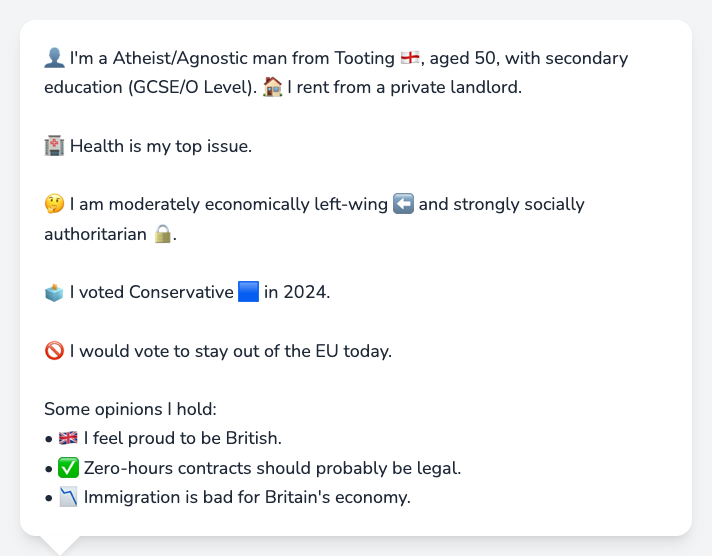 👤 I'm a Atheist/Agnostic man from Tooting 🏴󠁧󠁢󠁥󠁮󠁧󠁿, aged 50, with secondary
education (GCSE/O Level). 🏠 I rent from a private landlord.
🏥 Health is my top issue.
🤔 I am moderately economically left-wing ⬅️ and strongly socially
authoritarian 🔒.
🗳️ I voted Conservative 🟦 in 2024.
🚫 I would vote to stay out of the EU today.
Some opinions I hold:
• 🇬🇧 I feel proud to be British.
• ✅ Zero-hours contracts should probably be legal.
• 📉 Immigration is bad for Britain's economy.